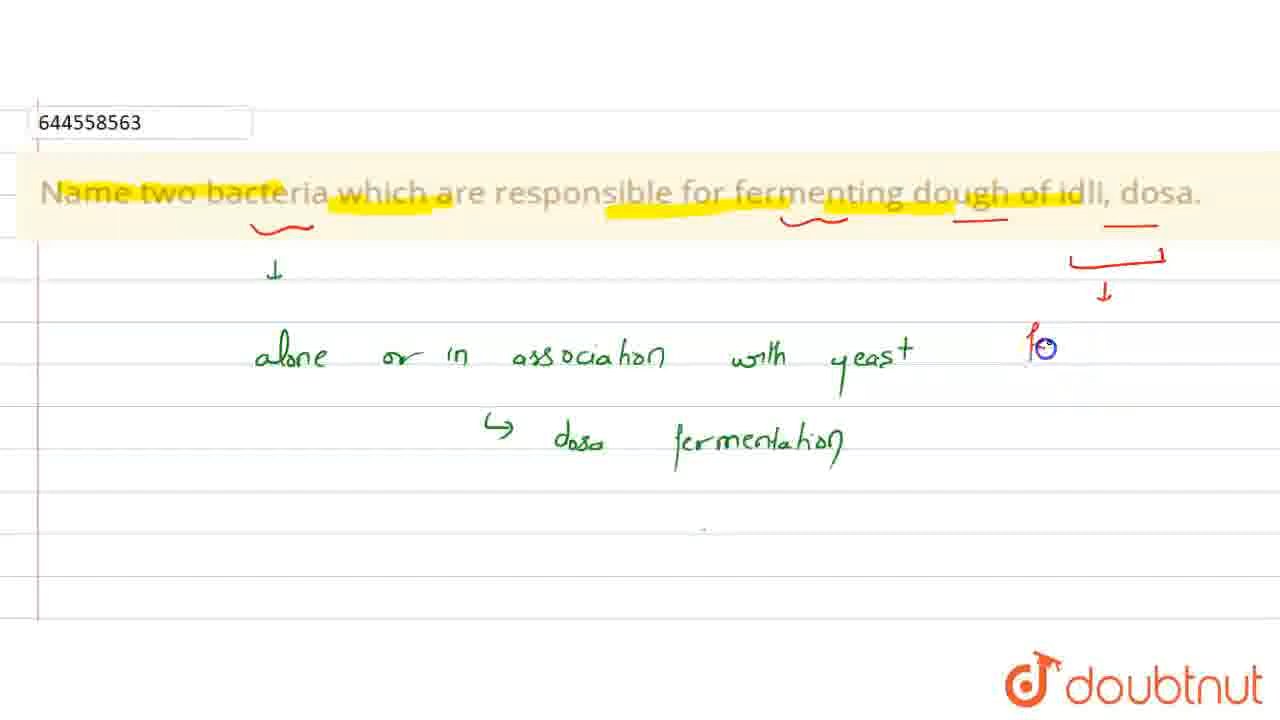 644558563
Name two bacteria which are responsible for fermenting dough of idli, dosa.
alone or in association with yeast
↳ dosa fermentation
doubtnut